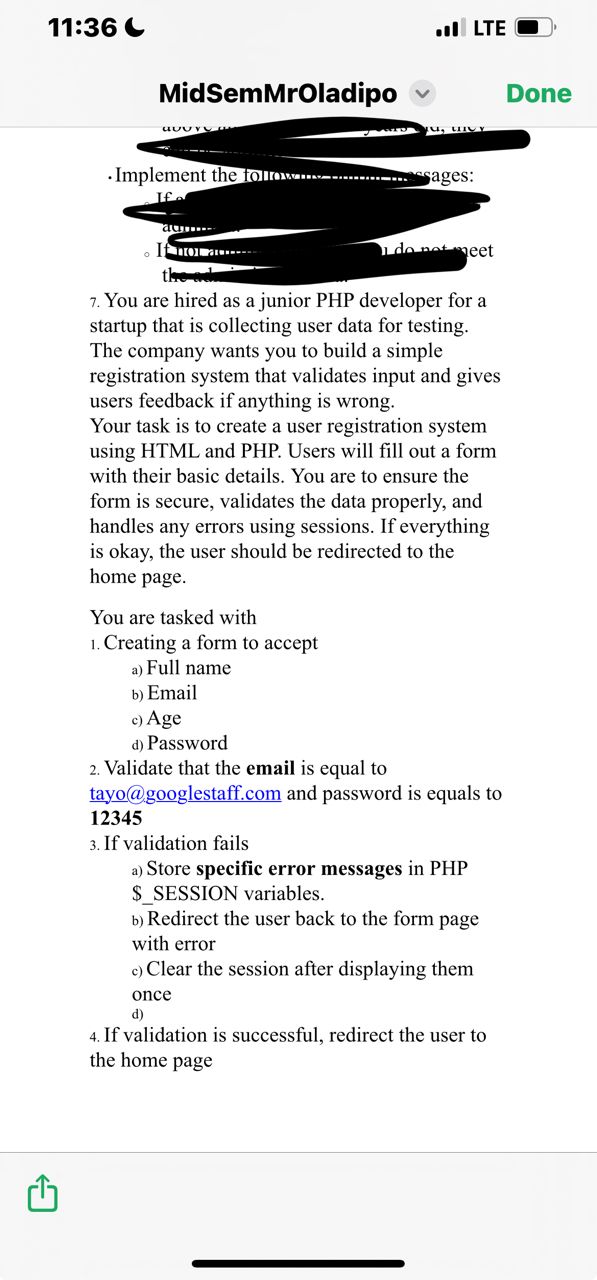 11:36
LTE
MidSemMrOladipo
Done
above
years
they
· Implement the following messages:
If
If not do not meet
the
7. You are hired as a junior PHP developer for a
startup that is collecting user data for testing.
The company wants you to build a simple
registration system that validates input and gives
users feedback if anything is wrong.
Your task is to create a user registration system
using HTML and PHP. Users will fill out a form
with their basic details. You are to ensure the
form is secure, validates the data properly, and
handles any errors using sessions. If everything
is okay, the user should be redirected to the
home page.
You are tasked with
1. Creating a form to accept
a) Full name
b) Email
c) Age
d) Password
2. Validate that the email is equal to
tayo@googlestaff.com and password is equals to
12345
3. If validation fails
a) Store specific error messages in PHP
$_SESSION variables.
b) Redirect the user back to the form page
with error
c) Clear the session after displaying them
once
d)
4. If validation is successful, redirect the user to
the home page